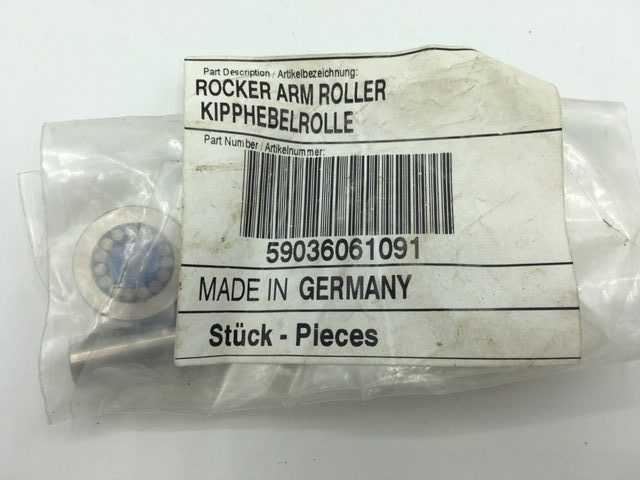 Part Description / Artikelbezeichnung:
ROCKER ARM ROLLER
KIPPHEBELROLLE
Part Number / Artikelnummer:
59036061091
MADE IN GERMANY
Stück - Pieces